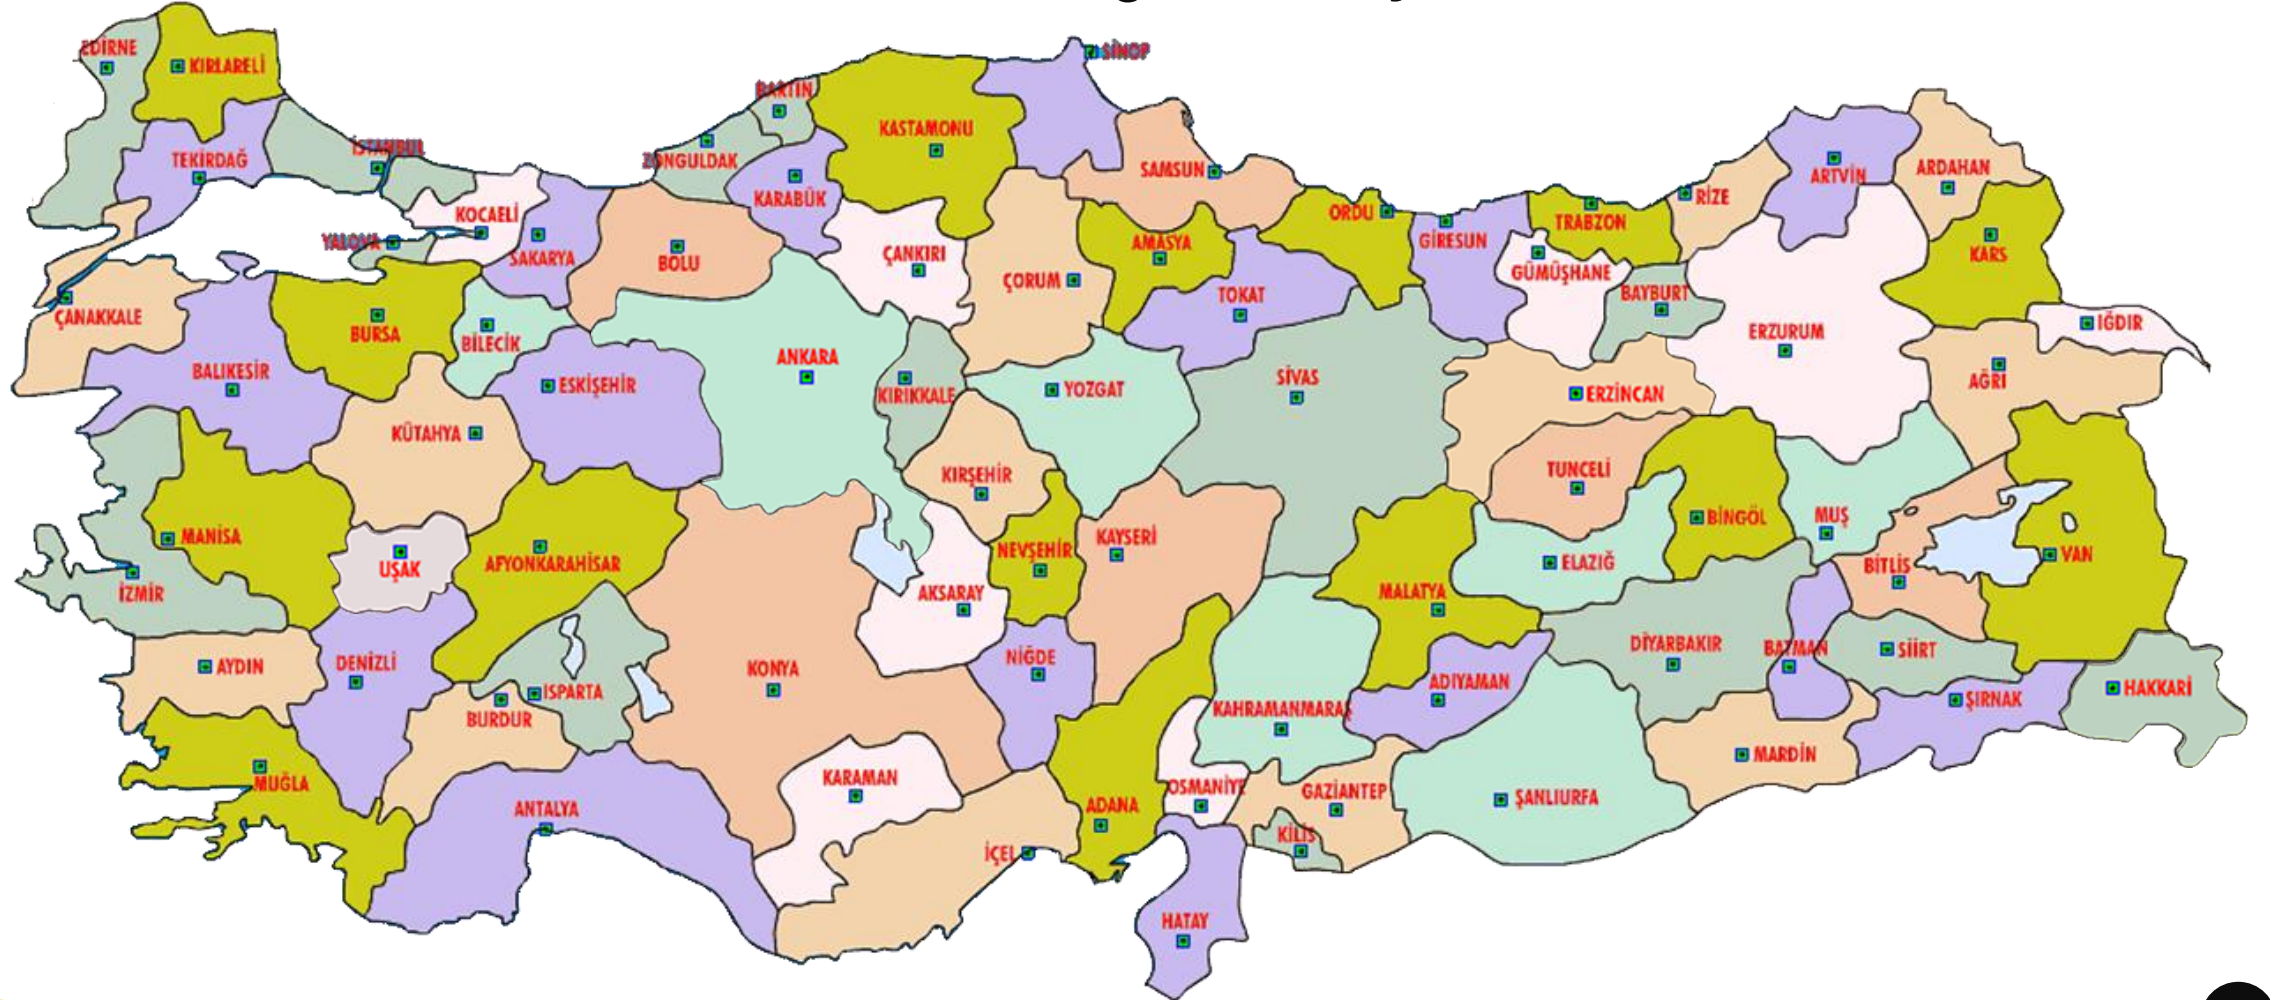 EDİRNE
KIRLARELİ
TEKİRDAĞ
İSTANBUL
KOCAELİ
YALOVA
SAKARYA
BOLU
ZONGULDAK
BARTIN
KARABÜK
KASTAMONU
SİNOP
ÇANKIRI
ÇORUM
SAMSUN
AMASYA
TOKAT
ORDU
GİRESUN
TRABZON
GÜMÜŞHANE
BAYBURT
RİZE
ARTVİN
ARDAHAN
KARS
IĞDIR
ERZURUM
AĞRI
ÇANAKKALE
BALIKESİR
BURSA
BİLECİK
ESKİŞEHİR
ANKARA
KIRIKKALE
YOZGAT
SİVAS
ERZİNCAN
KÜTAHYA
KIRŞEHİR
TUNCELİ
BİNGÖL
MUŞ
MANİSA
UŞAK
AFYONKARAHİSAR
NEVŞEHİR
KAYSERİ
MALATYA
ELAZIĞ
BİTLİS
VAN
İZMİR
AKSARAY
AYDIN
DENİZLİ
ISPARTA
BURDUR
KONYA
NİĞDE
KAHRAMANMARAŞ
ADIYAMAN
DİYARBAKIR
BATMAN
SİİRT
ŞIRNAK
HAKKARİ
MUĞLA
ANTALYA
KARAMAN
İÇEL
ADANA
OSMANİYE
GAZİANTEP
KİLİS
ŞANLIURFA
MARDİN
HATAY